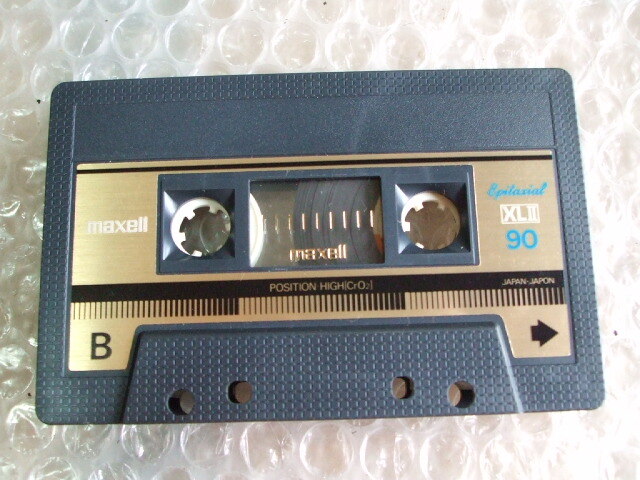 Epitaxial
maxell
XLII
90
maxell
POSITION HIGH[CrO₂]
JAPAN-JAPON
B